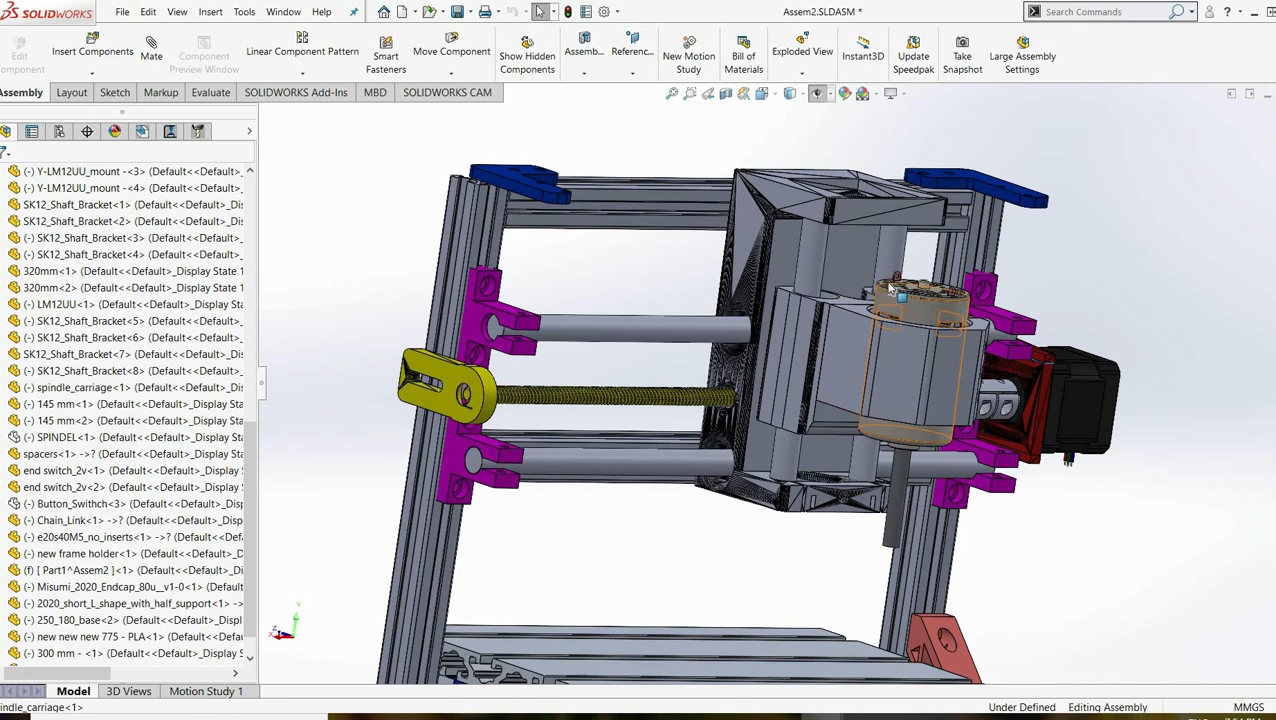 SOLIDWORKS
File Edit View Insert Tools Window Help
Assem2.SLDASM *
Search Commands
Edit Component
Insert Components
Mate
Component Preview Window
Linear Component Pattern
Smart Fasteners
Move Component
Show Hidden Components
Assemb...
Referenc...
New Motion Study
Bill of Materials
Exploded View
Instant3D
Update Speedpak
Take Snapshot
Large Assembly Settings
Assembly Layout Sketch Markup Evaluate SOLIDWORKS Add-Ins MBD SOLIDWORKS CAM
(-) Y-LM12UU_mount -<3> (Default<<Default>_
(-) Y-LM12UU_mount -<4> (Default<<Default>_
SK12_Shaft_Bracket<1> (Default<<Default>_Dis
SK12_Shaft_Bracket<2> (Default<<Default>_Dis
(-) SK12_Shaft_Bracket<3> (Default<<Default>_
(-) SK12_Shaft_Bracket<4> (Default<<Default>_
320mm<1> (Default<<Default>_Display State 1
320mm<2> (Default<<Default>_Display State 1
(-) LM12UU<1> (Default<<Default>_Display Sta
(-) SK12_Shaft_Bracket<5> (Default<<Default>_
(-) SK12_Shaft_Bracket<6> (Default<<Default>_
(-) SK12_Shaft_Bracket<7> (Default<<Default>_
(-) SK12_Shaft_Bracket<8> (Default<<Default>_
(-) spindle_carriage<1> (Default<<Default>_Dis
(-) 145 mm<1> (Default<<Default>_Display Sta
(-) 145 mm<2> (Default<<Default>_Display Sta
(-) SPINDEL<1> (Default<<Default>_Display Sta
spacers<1> ->? (Default<<Default>_Display Sta
end switch_2v<1> (Default<<Default>_Display
end switch_2v<2> (Default<<Default>_Display
(-) Button_Swithch<3> (Default<<Default>_Dis
(-) Chain_Link<1> ->? (Default<<Default>_Disp
(-) e20s40M5_no_inserts<1> ->? (Default<<Def
(-) new frame holder<1> (Default<<Default>_D
(f) [ Part1^Assem2 ]<1> (Default<<Default>_Di
(-) Misumi_2020_Endcap_80u__v1-0<1> (Defau
(-) 2020_short_L_shape_with_half_support<1> ->
(-) 250_180_base<2> (Default<<Default>_Displa
(-) new new new 775 - PLA<1> (Default<<Defau
(-) 300 mm - <1> (Default<<Default>_Display S
Y
X
Z
Model 3D Views Motion Study 1
indle_carriage<1>
Under Defined Editing Assembly MMGS